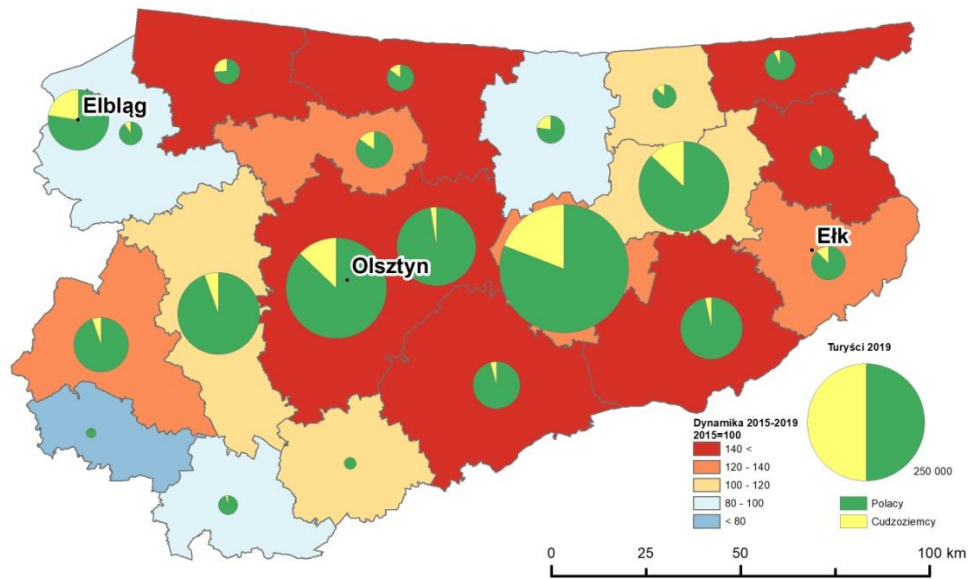 Elbląg
Olsztyn
Ełk
Turyści 2019
250 000
Polacy
Cudzoziemcy
Dynamika 2015-2019
2015=100
140 <
120 - 140
100 - 120
80 - 100
< 80
0 25 50 100 km